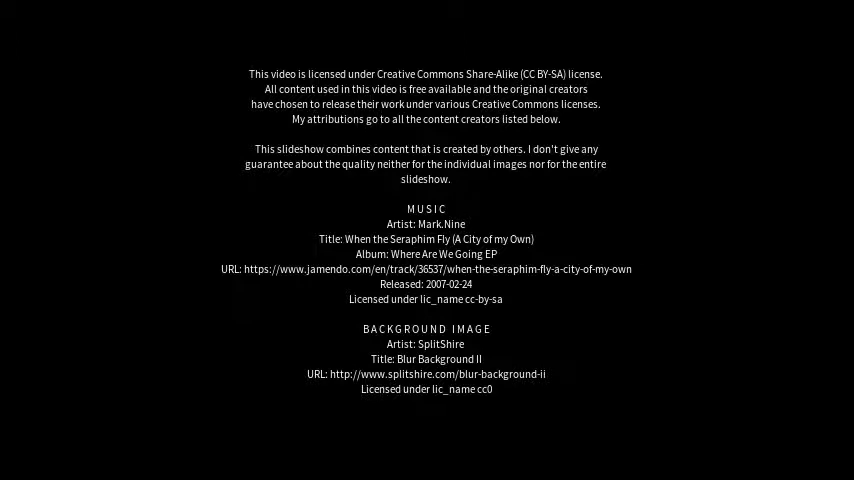 This video is licensed under Creative Commons Share-Alike (CC BY-SA) license.
All content used in this video is free available and the original creators
have chosen to release their work under various Creative Commons licenses.
My attributions go to all the content creators listed below.
This slideshow combines content that is created by others. I don't give any
guarantee about the quality neither for the individual images nor for the entire
slideshow.
MUSIC
Artist: Mark.Nine
Title: When the Seraphim Fly (A City of my Own)
Album: Where Are We Going EP
URL: https://www.jamendo.com/en/track/36537/when-the-seraphim-fly-a-city-of-my-own
Released: 2007-02-24
Licensed under lic_name cc-by-sa
BACKGROUND IMAGE
Artist: SplitShire
Title: Blur Background II
URL: http://www.splitshire.com/blur-background-ii
Licensed under lic_name cc0